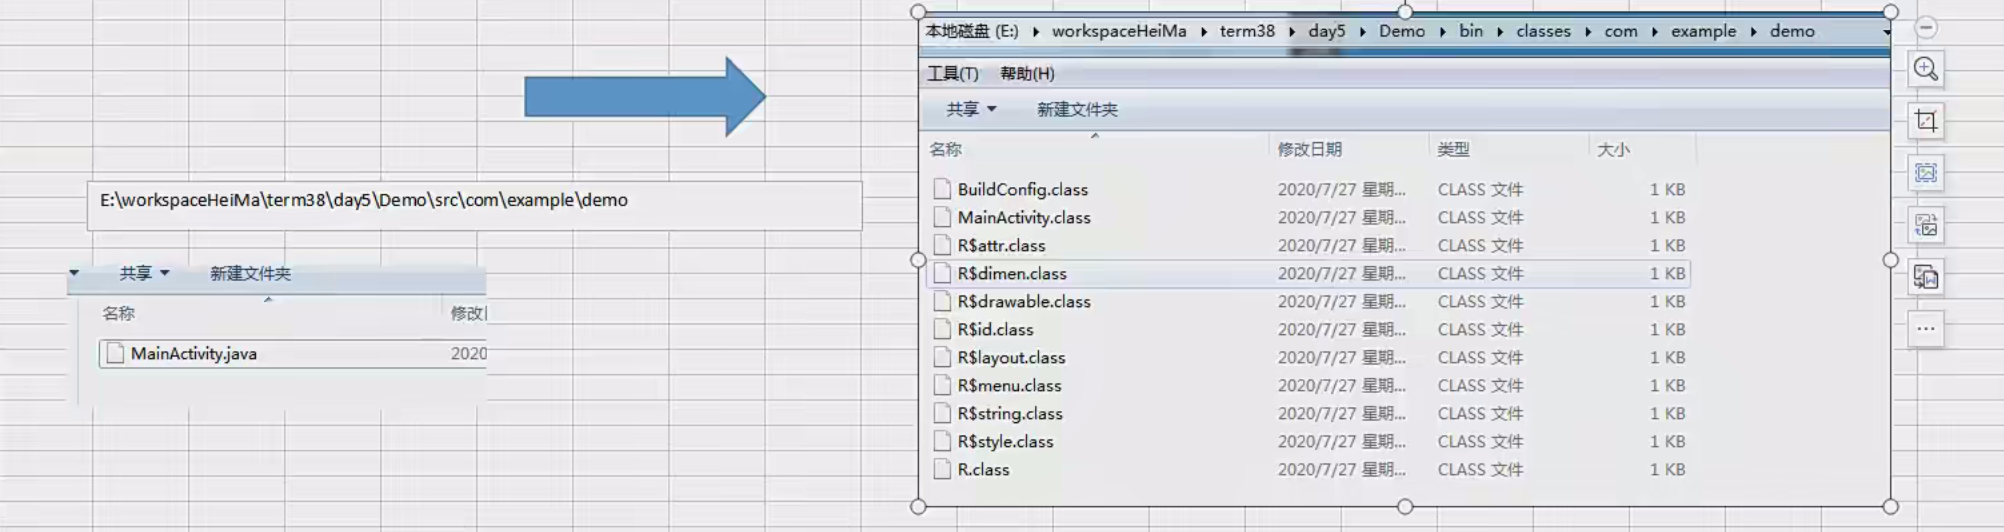 E:\workspaceHeiMa\term38\day5\Demo\src\com\example\demo
共享 新建文件夹
名称 修改
MainActivity.java 2020
本地磁盘 (E:) workspaceHeiMa term38 day5 Demo bin classes com example demo
工具(T) 帮助(H)
共享 新建文件夹
名称 修改日期 类型 大小
BuildConfig.class 2020/7/27 星期... CLASS 文件 1 KB
MainActivity.class 2020/7/27 星期... CLASS 文件 1 KB
R$attr.class 2020/7/27 星期... CLASS 文件 1 KB
R$dimen.class 2020/7/27 星期... CLASS 文件 1 KB
R$drawable.class 2020/7/27 星期... CLASS 文件 1 KB
R$id.class 2020/7/27 星期... CLASS 文件 1 KB
R$layout.class 2020/7/27 星期... CLASS 文件 1 KB
R$menu.class 2020/7/27 星期... CLASS 文件 1 KB
R$string.class 2020/7/27 星期... CLASS 文件 1 KB
R$style.class 2020/7/27 星期... CLASS 文件 1 KB
R.class 2020/7/27 星期... CLASS 文件 1 KB